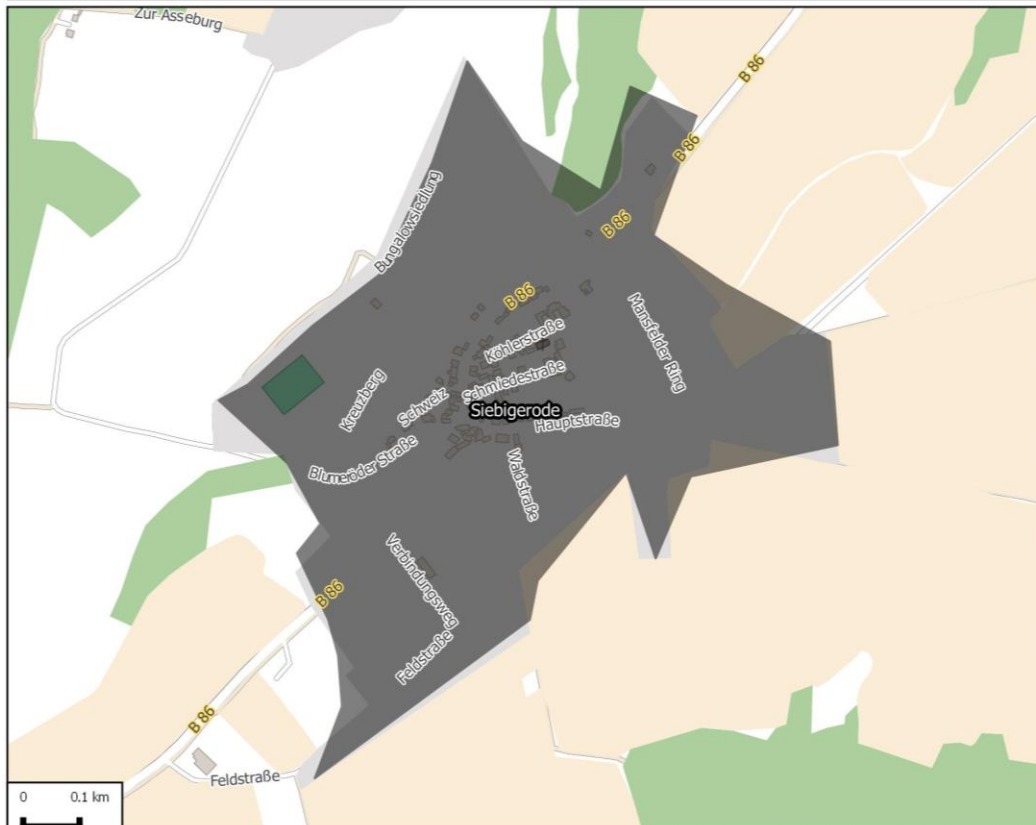 Zur Asseburg
B 86
B 86
Bungalowsiedlung
B 86
B 86
Mansfelder Ring
Köhlerstraße
Schmiedestraße
Kreuzberg
Schweiz
Siebigerode
Hauptstraße
Blumeröder Straße
Waldstraße
Verbindungsweg
B 86
Feldstraße
B 86
Feldstraße
0 0.1 km